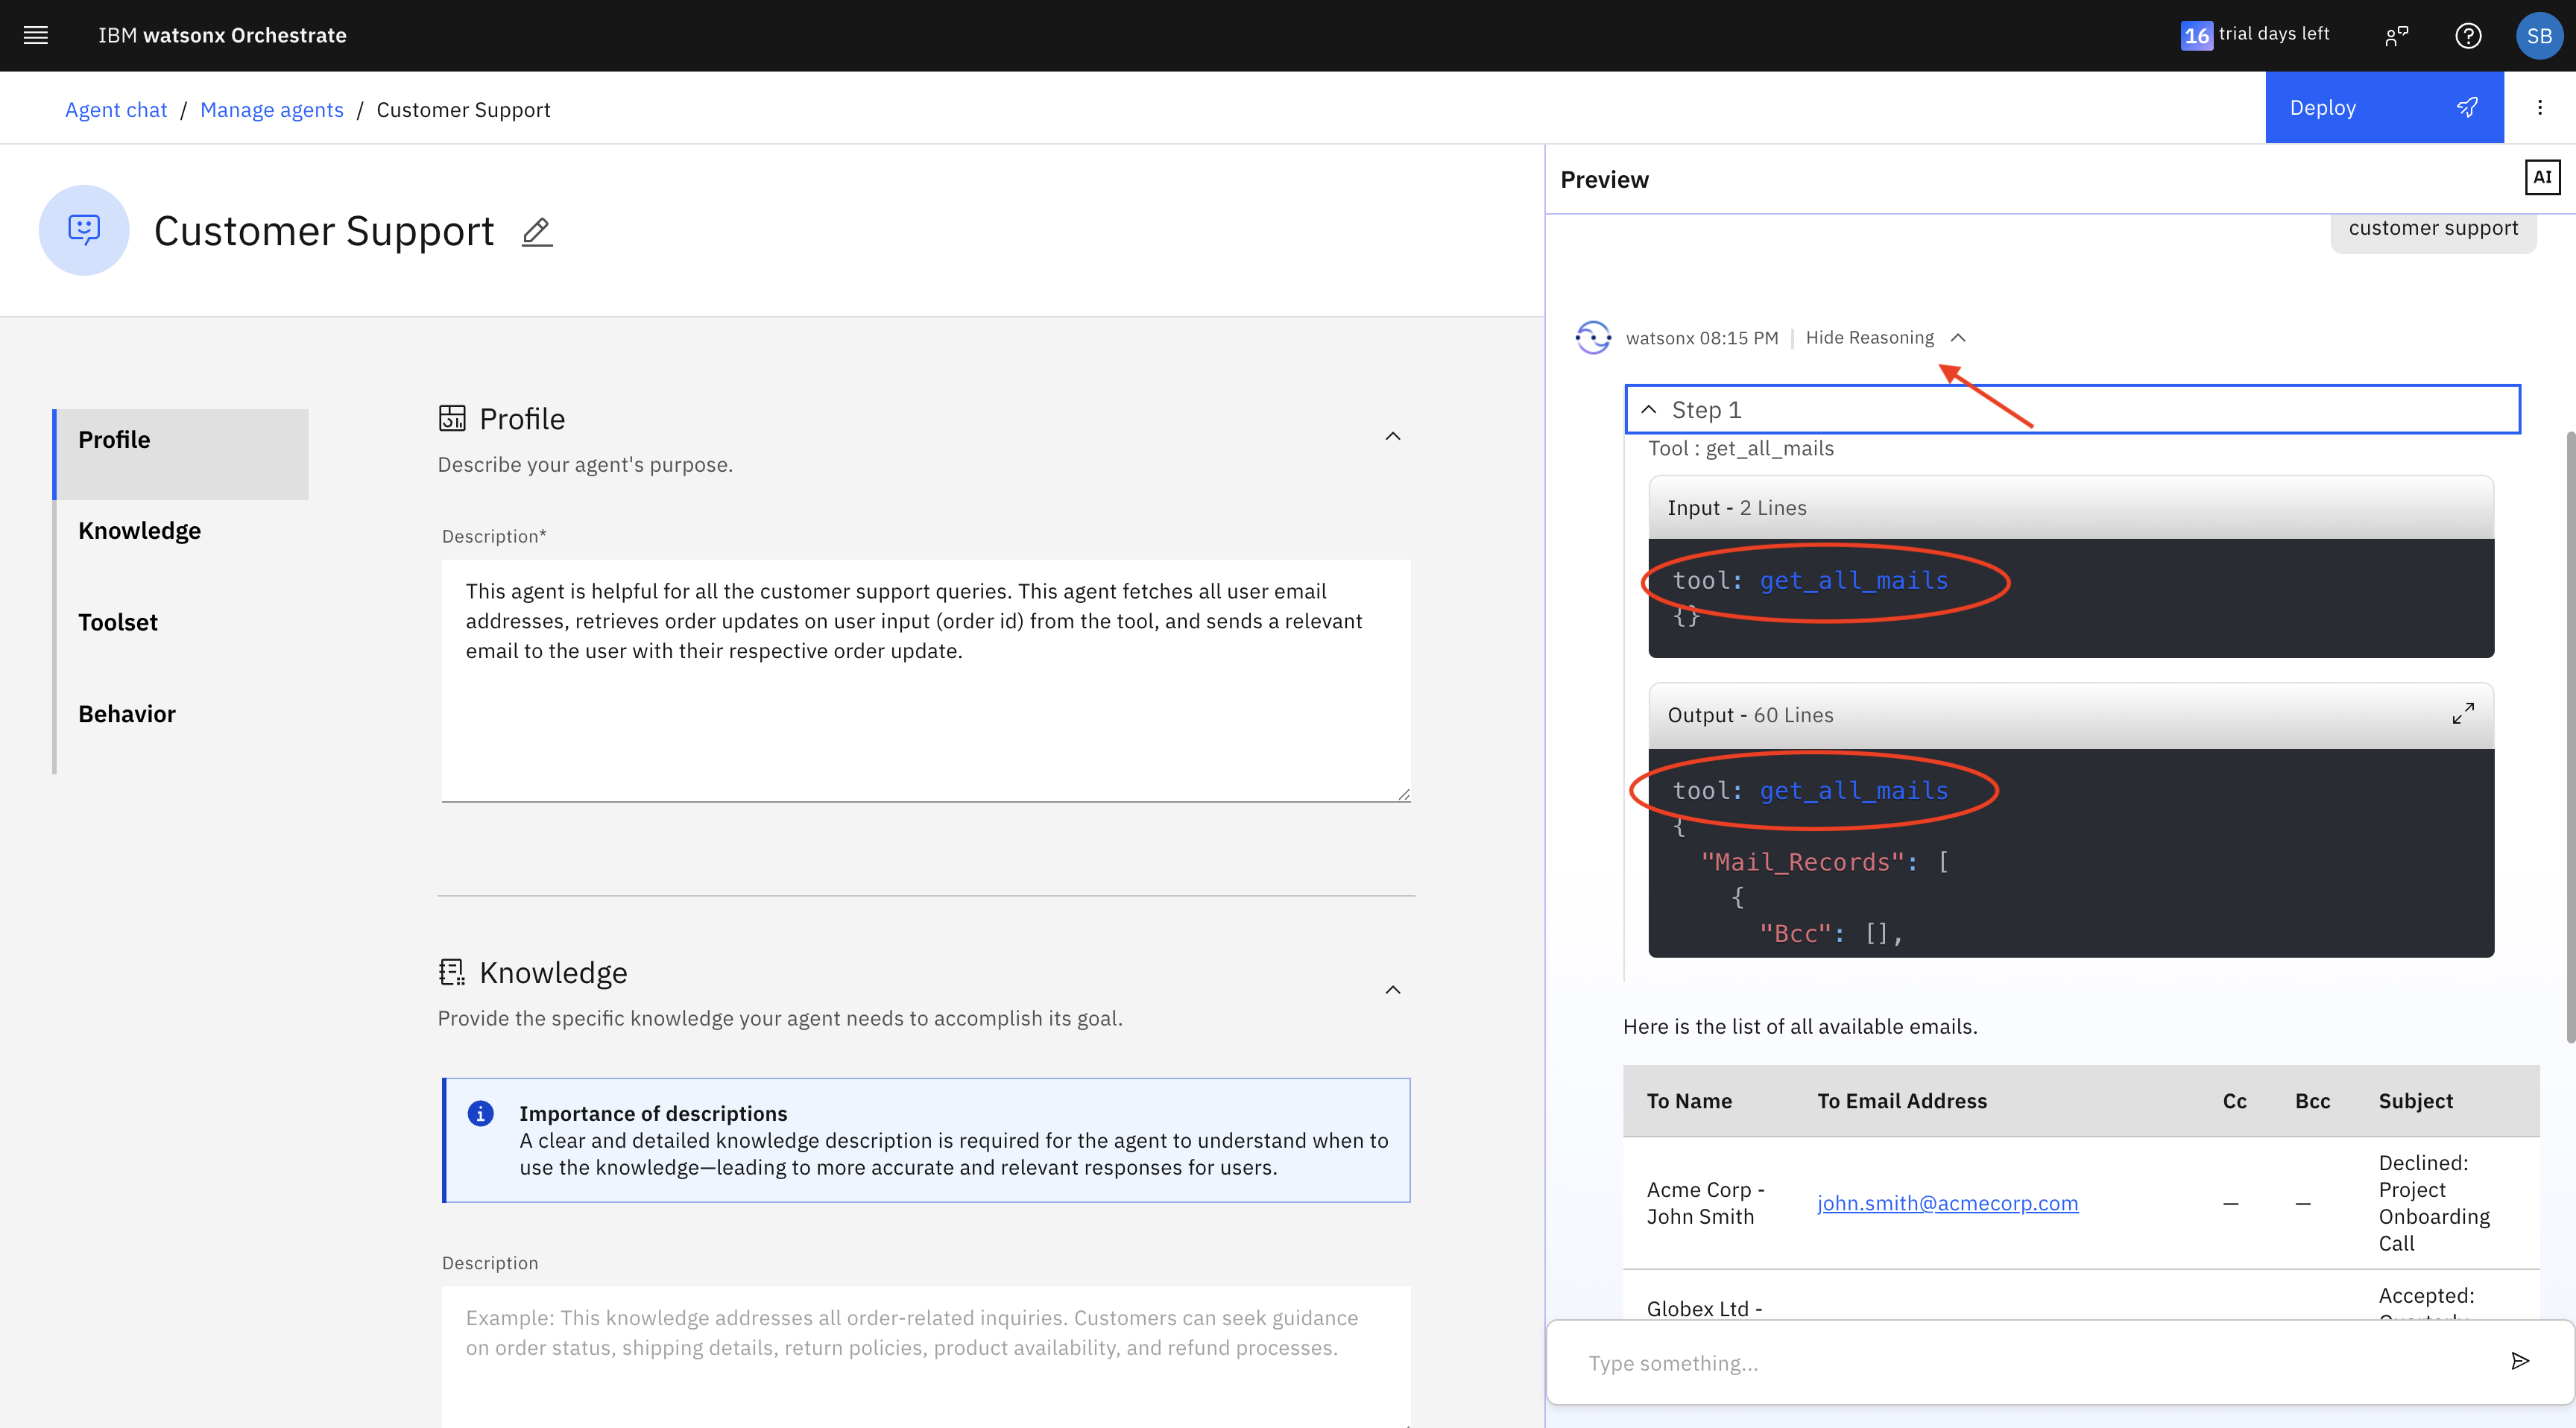 IBM watsonx Orchestrate
16 trial days left
SB
Agent chat / Manage agents / Customer Support
Deploy
Customer Support
Profile
Knowledge
Toolset
Behavior
Profile
Describe your agent's purpose.
Description*
This agent is helpful for all the customer support queries. This agent fetches all user email
addresses, retrieves order updates on user input (order id) from the tool, and sends a relevant
email to the user with their respective order update.
Knowledge
Provide the specific knowledge your agent needs to accomplish its goal.
Importance of descriptions
A clear and detailed knowledge description is required for the agent to understand when to
use the knowledge—leading to more accurate and relevant responses for users.
Description
Example: This knowledge addresses all order-related inquiries. Customers can seek guidance
on order status, shipping details, return policies, product availability, and refund processes.
Preview
AI
customer support
watsonx 08:15 PM | Hide Reasoning
Step 1
Tool : get_all_mails
Input - 2 Lines
tool: get_all_mails
{}
Output - 60 Lines
tool: get_all_mails
{
"Mail_Records": [
{
"Bcc": [],
Here is the list of all available emails.
To Name To Email Address Cc Bcc Subject
Acme Corp -
John Smith
john.smith@acmecorp.com
—
—
Declined:
Project
Onboarding
Call
Globex Ltd -
Accepted:
Type something...